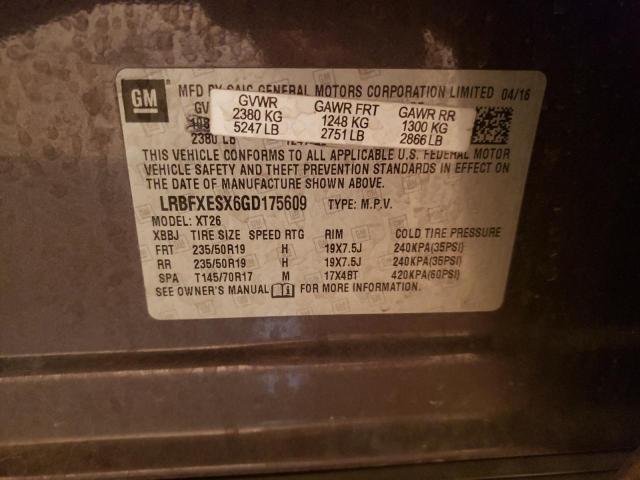 GM
MFD BY SAIC GENERAL MOTORS CORPORATION LIMITED 04/16
GVWR GAWR FRT GAWR RR
2380 KG 1248 KG 1300 KG
5247 LB 2751 LB 2866 LB
2380 LB
THIS VEHICLE CONFORMS TO ALL APPLICABLE U.S. FEDERAL MOTOR
VEHICLE SAFETY AND THEFT PREVENTION STANDARDS IN EFFECT ON
THE DATE OF MANUFACTURE SHOWN ABOVE.
LRBFXESX6GD175609 TYPE: M.P.V.
MODEL: XT26
XBBJ TIRE SIZE SPEED RTG RIM COLD TIRE PRESSURE
FRT 235/50R19 H 19X7.5J 240KPA(35PSI)
RR 235/50R19 H 19X7.5J 240KPA(35PSI)
SPA T145/70R17 M 17X4BT 420KPA(60PSI)
SEE OWNER'S MANUAL FOR MORE INFORMATION.